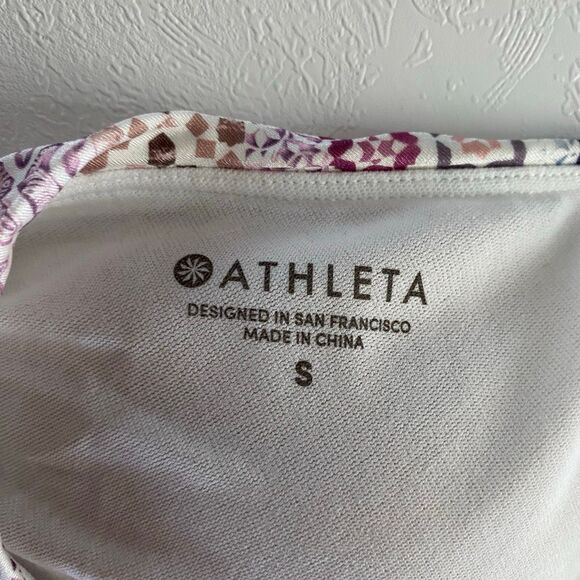 ATHLETA
DESIGNED IN SAN FRANCISCO
MADE IN CHINA
S